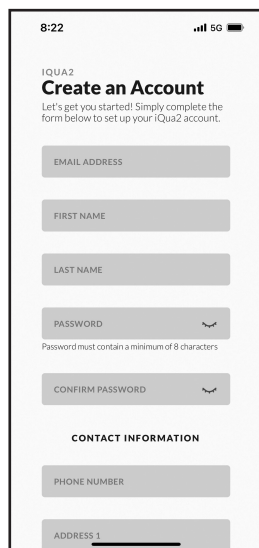 8:22
5G
IQUA2
Create an Account
Let's get you started! Simply complete the
form below to set up your iQua2 account.
EMAIL ADDRESS
FIRST NAME
LAST NAME
PASSWORD
Password must contain a minimum of 8 characters
CONFIRM PASSWORD
CONTACT INFORMATION
PHONE NUMBER
ADDRESS 1